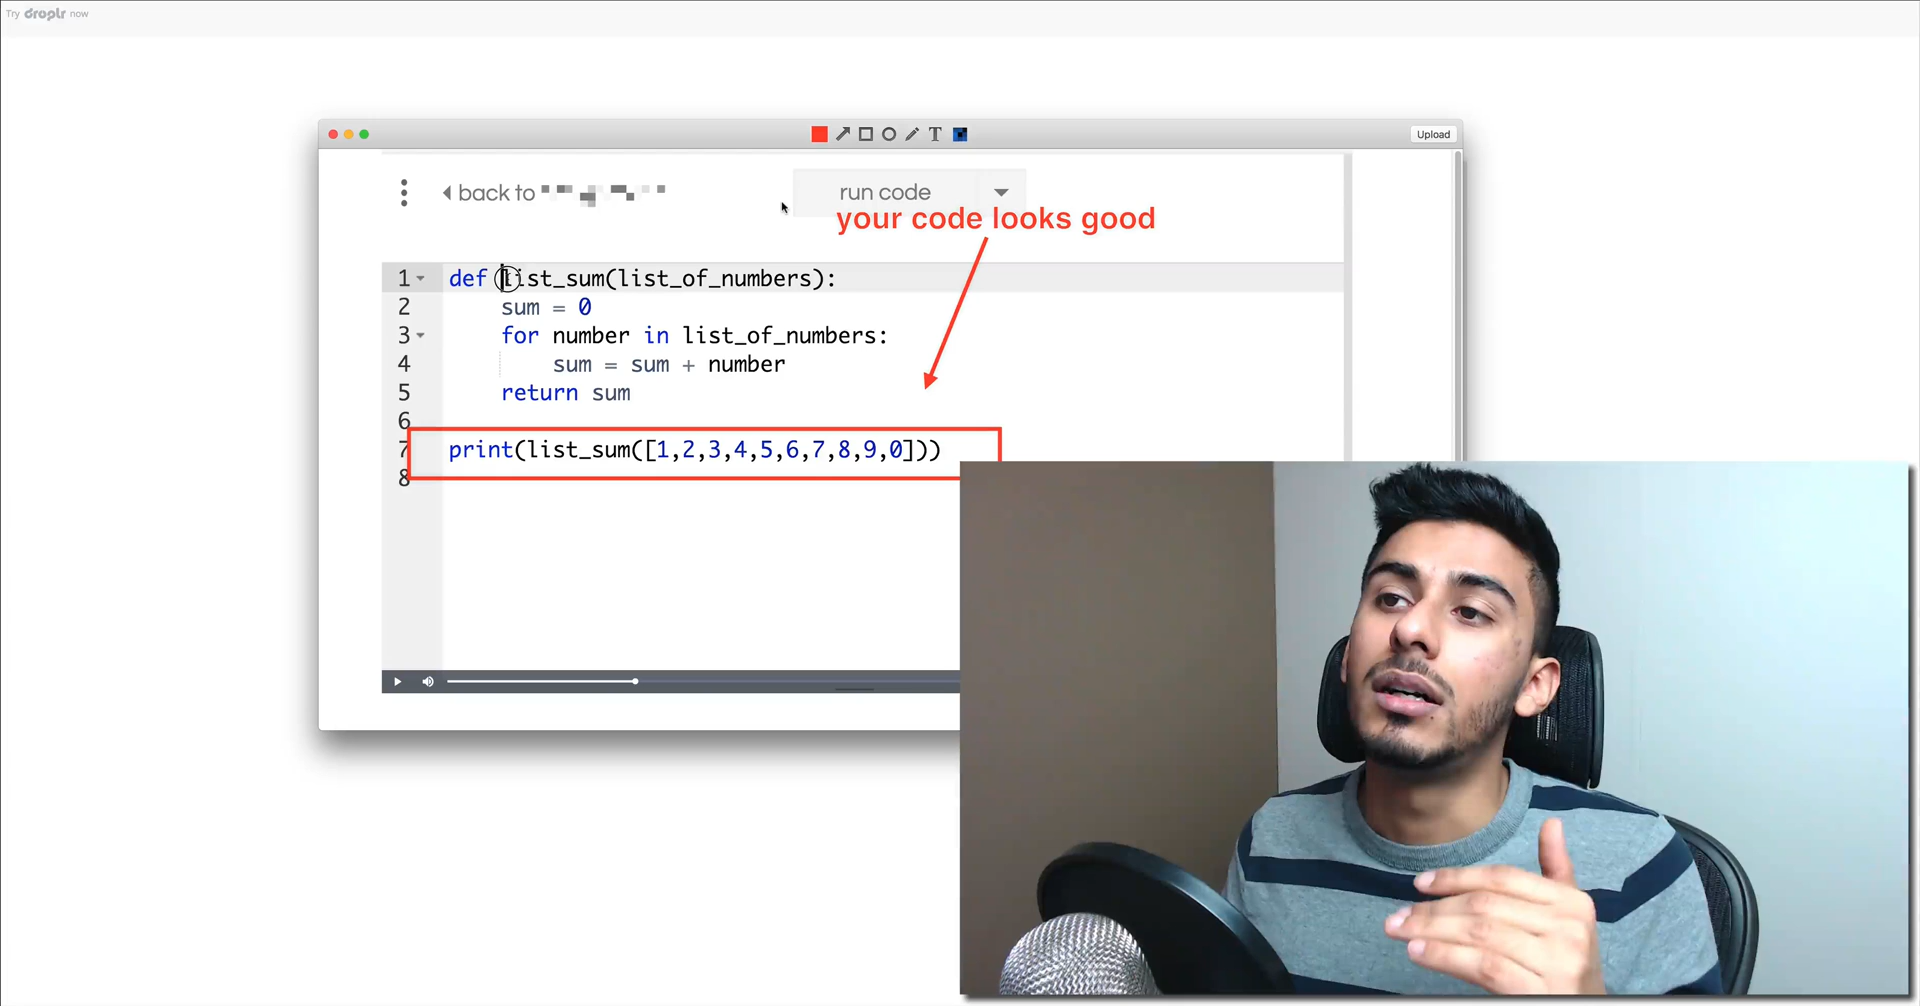 Try droplr now
T
Upload
back to
run code
your code looks good
1 def list_sum(list_of_numbers):
2 sum = 0
3 for number in list_of_numbers:
4 sum = sum + number
5 return sum
6
7 print(list_sum([1,2,3,4,5,6,7,8,9,0]))
8